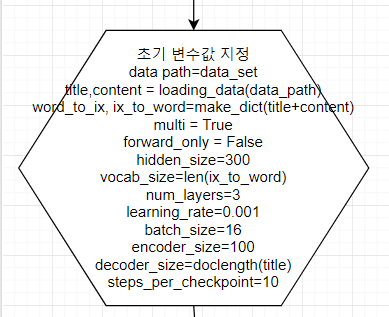 초기 변수값 지정
data path=data_set
title,content = loading_data(data_path)
word_to_ix, ix_to_word=make_dict(title+content)
multi = True
forward_only = False
hidden_size=300
vocab_size=len(ix_to_word)
num_layers=3
learning_rate=0.001
batch_size=16
encoder_size=100
decoder_size=doclength(title)
steps_per_checkpoint=10